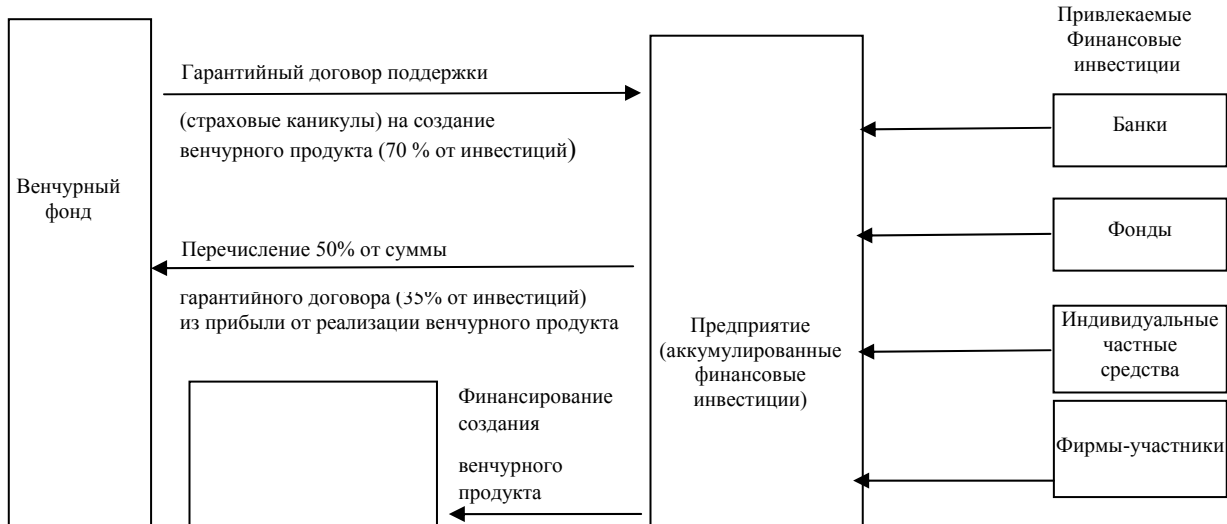 Привлекаемые
Финансовые
инвестиции
Гарантийный договор поддержки
(страховые каникулы) на создание
венчурного продукта (70 % от инвестиций)
Банки
Венчурный
фонд
Фонды
Перечисление 50% от суммы
гарантийного договора (35% от инвестиций)
из прибыли от реализации венчурного продукта
Предприятие
(аккумулированные
финансовые
инвестиции)
Индивидуальные
частные
средства
Финансирование
создания
венчурного
продукта
Фирмы-участники